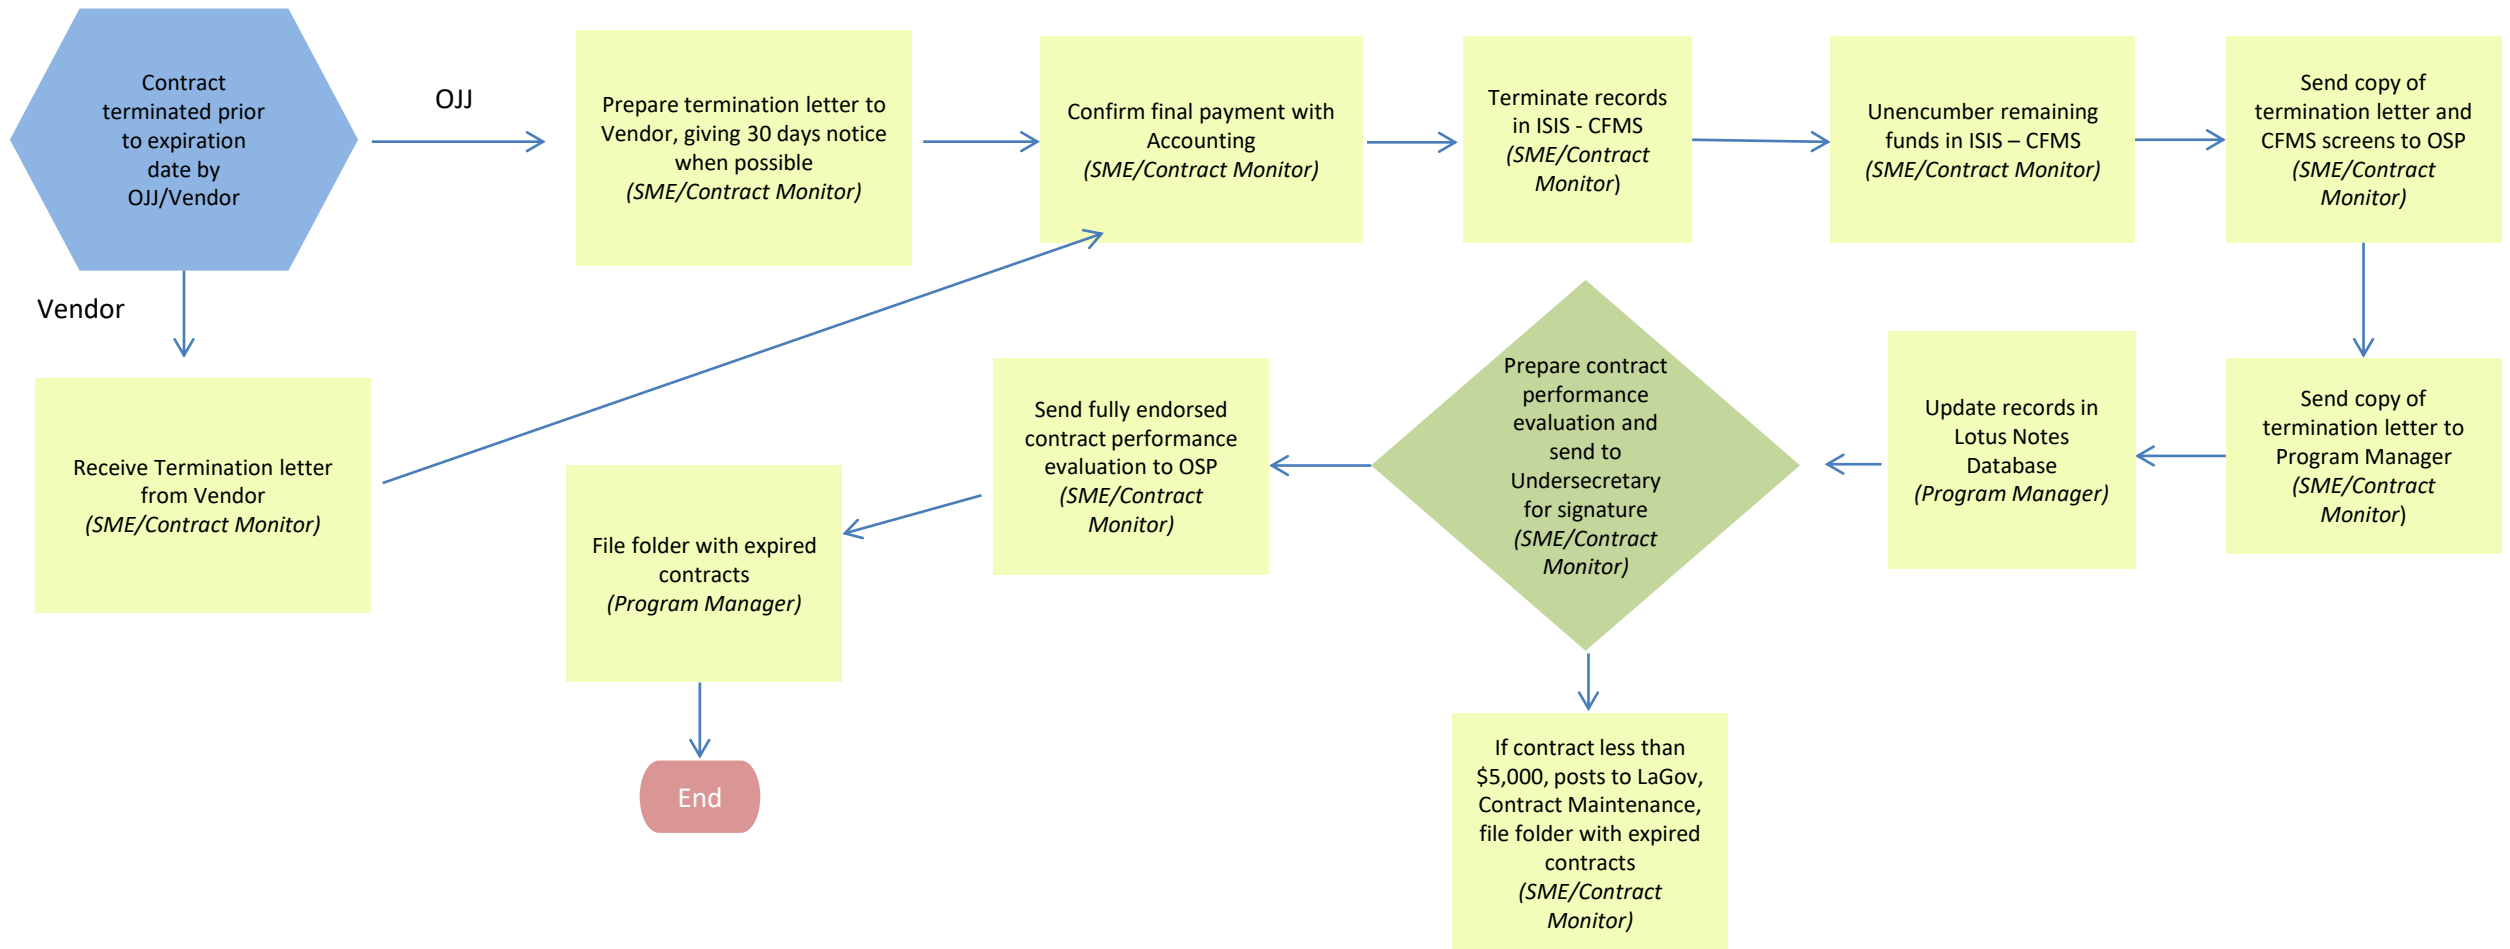 Contract
terminated prior
to expiration
date by
OJJ/Vendor
OJJ
Vendor
Prepare termination letter to
Vendor, giving 30 days notice
when possible
(SME/Contract Monitor)
Confirm final payment with
Accounting
(SME/Contract Monitor)
Terminate records
in ISIS - CFMS
(SME/Contract
Monitor)
Unencumber remaining
funds in ISIS – CFMS
(SME/Contract Monitor)
Send copy of
termination letter and
CFMS screens to OSP
(SME/Contract
Monitor)
Receive Termination letter
from Vendor
(SME/Contract Monitor)
Send copy of
termination letter to
Program Manager
(SME/Contract
Monitor)
Update records in
Lotus Notes
Database
(Program Manager)
Prepare contract
performance
evaluation and
send to
Undersecretary
for signature
(SME/Contract
Monitor)
Send fully endorsed
contract performance
evaluation to OSP
(SME/Contract
Monitor)
File folder with expired
contracts
(Program Manager)
End
If contract less than
$5,000, posts to LaGov,
Contract Maintenance,
file folder with expired
contracts
(SME/Contract
Monitor)